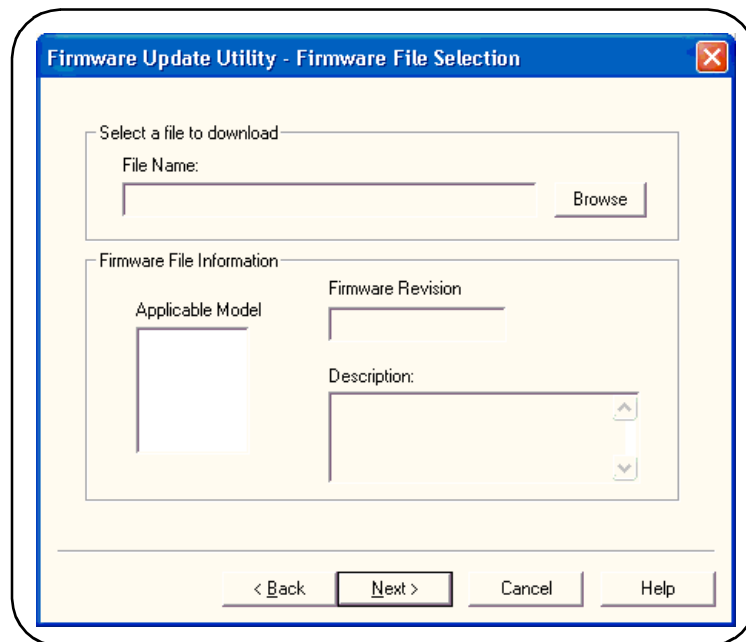 Firmware Update Utility - Firmware File Selection
Select a file to download
File Name:
Browse
Firmware File Information
Applicable Model
Firmware Revision
Description:
< Back
Next >
Cancel
Help